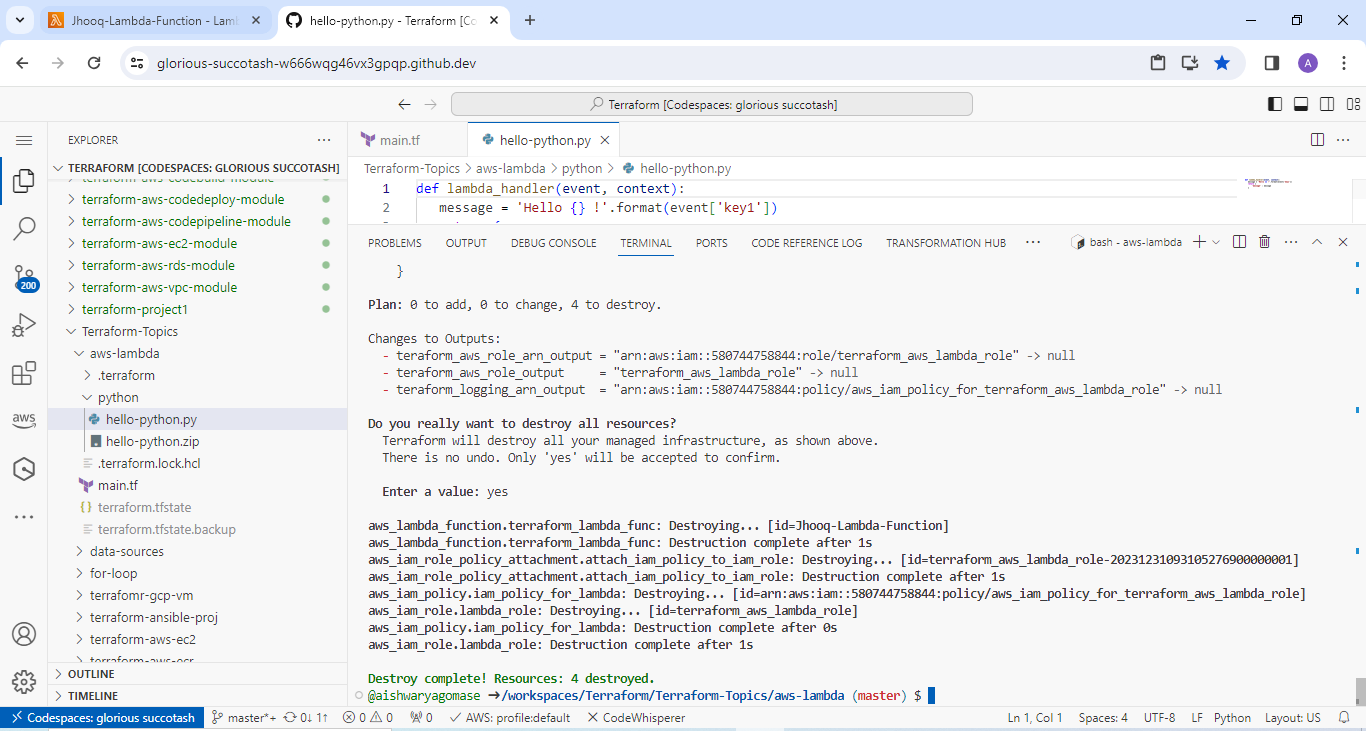 Jhooq-Lambda-Function - Lamb
hello-python.py - Terraform [Co
glorious-succotash-w666wqg46vx3gpqp.github.dev
A
Terraform [Codespaces: glorious succotash]
EXPLORER
TERRAFORM [CODESPACES: GLORIOUS SUCCOTASH]
terraform-aws-codebuild-module
terraform-aws-codedeploy-module
terraform-aws-codepipeline-module
terraform-aws-ec2-module
terraform-aws-rds-module
terraform-aws-vpc-module
terraform-project1
Terraform-Topics
aws-lambda
.terraform
python
hello-python.py
hello-python.zip
.terraform.lock.hcl
main.tf
terraform.tfstate
terraform.tfstate.backup
data-sources
for-loop
terrafomr-gcp-vm
terraform-ansible-proj
terraform-aws-ec2
terraform-aws-ecr
OUTLINE
TIMELINE
200
aws
main.tf
hello-python.py
Terraform-Topics > aws-lambda > python > hello-python.py
1 def lambda_handler(event, context):
2 message = 'Hello {} !'.format(event['key1'])
PROBLEMS OUTPUT DEBUG CONSOLE TERMINAL PORTS CODE REFERENCE LOG TRANSFORMATION HUB ... bash - aws-lambda
}
Plan: 0 to add, 0 to change, 4 to destroy.
Changes to Outputs:
- teraform_aws_role_arn_output = "arn:aws:iam::580744758844:role/terraform_aws_lambda_role" -> null
- teraform_aws_role_output = "terraform_aws_lambda_role" -> null
- teraform_logging_arn_output = "arn:aws:iam::580744758844:policy/aws_iam_policy_for_terraform_aws_lambda_role" -> null
Do you really want to destroy all resources?
Terraform will destroy all your managed infrastructure, as shown above.
There is no undo. Only 'yes' will be accepted to confirm.
Enter a value: yes
aws_lambda_function.terraform_lambda_func: Destroying... [id=Jhooq-Lambda-Function]
aws_lambda_function.terraform_lambda_func: Destruction complete after 1s
aws_iam_role_policy_attachment.attach_iam_policy_to_iam_role: Destroying... [id=terraform_aws_lambda_role-20231231093105276900000001]
aws_iam_role_policy_attachment.attach_iam_policy_to_iam_role: Destruction complete after 1s
aws_iam_policy.iam_policy_for_lambda: Destroying... [id=arn:aws:iam::580744758844:policy/aws_iam_policy_for_terraform_aws_lambda_role]
aws_iam_role.lambda_role: Destroying... [id=terraform_aws_lambda_role]
aws_iam_policy.iam_policy_for_lambda: Destruction complete after 0s
aws_iam_role.lambda_role: Destruction complete after 1s
Destroy complete! Resources: 4 destroyed.
@aishwaryagomase →/workspaces/Terraform/Terraform-Topics/aws-lambda (master) $
Codespaces: glorious succotash master*+ 0↓ 1↑ 0 0 0 AWS: profile:default CodeWhisperer Ln 1, Col 1 Spaces: 4 UTF-8 LF Python Layout: US